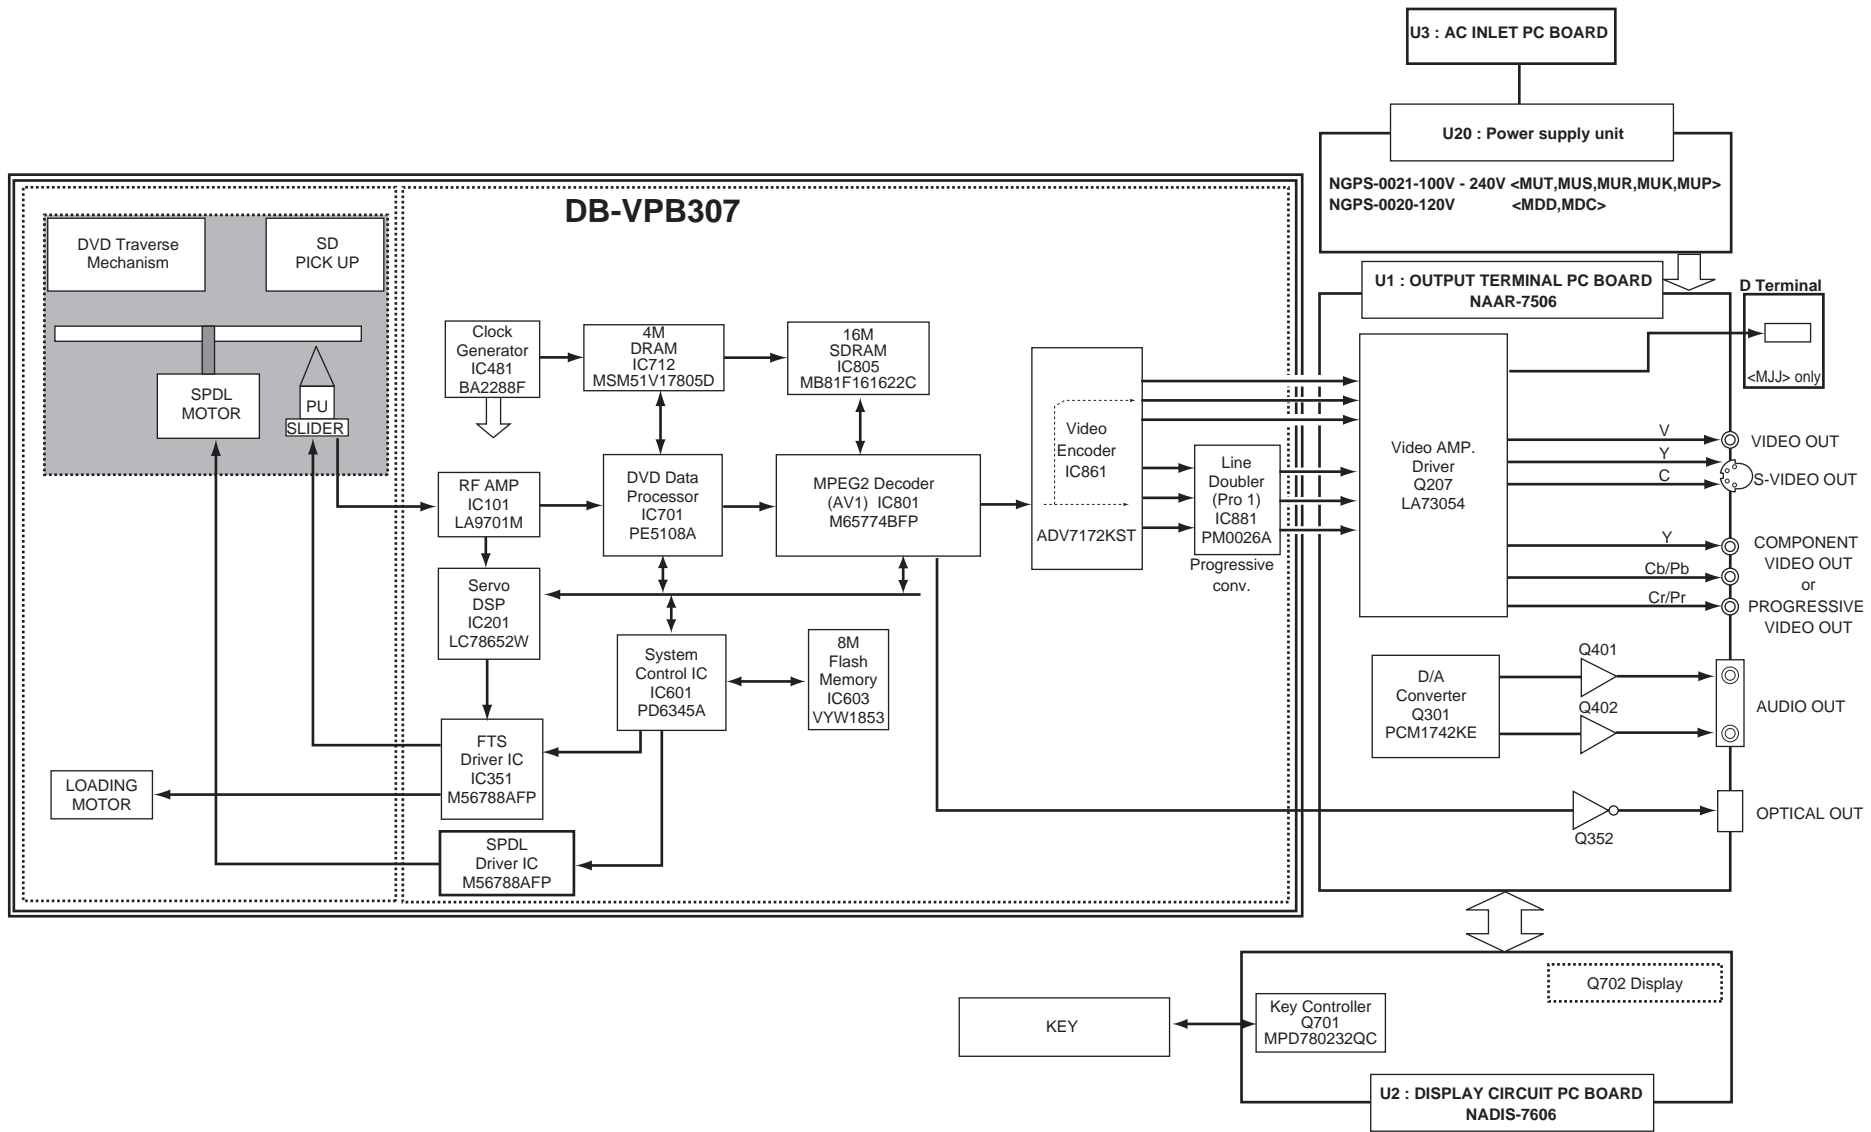 U3 : AC INLET PC BOARD
U20 : Power supply unit
NGPS-0021-100V - 240V <MUT,MUS,MUR,MUK,MUP>
NGPS-0020-120V <MDD,MDC>
DB-VPB307
DVD Traverse
Mechanism
SD
PICK UP
SPDL
MOTOR
PU
SLIDER
LOADING
MOTOR
Clock
Generator
IC481
BA2288F
4M
DRAM
IC712
MSM51V17805D
16M
SDRAM
IC805
MB81F161622C
RF AMP
IC101
LA9701M
DVD Data
Processor
IC701
PE5108A
MPEG2 Decoder
(AV1) IC801
M65774BFP
Video
Encoder
IC861
ADV7172KST
Line
Doubler
(Pro 1)
IC881
PM0026A
Progressive
conv.
Servo
DSP
IC201
LC78652W
System
Control IC
IC601
PD6345A
8M
Flash
Memory
IC603
VYW1853
FTS
Driver IC
IC351
M56788AFP
SPDL
Driver IC
M56788AFP
U1 : OUTPUT TERMINAL PC BOARD
NAAR-7506
D Terminal
<MJJ> only
Video AMP.
Driver
Q207
LA73054
V
VIDEO OUT
Y
C
S-VIDEO OUT
Y
Cb/Pb
Cr/Pr
COMPONENT
VIDEO OUT
or
PROGRESSIVE
VIDEO OUT
D/A
Converter
Q301
PCM1742KE
Q401
Q402
AUDIO OUT
Q352
OPTICAL OUT
KEY
Key Controller
Q701
MPD780232QC
Q702 Display
U2 : DISPLAY CIRCUIT PC BOARD
NADIS-7606